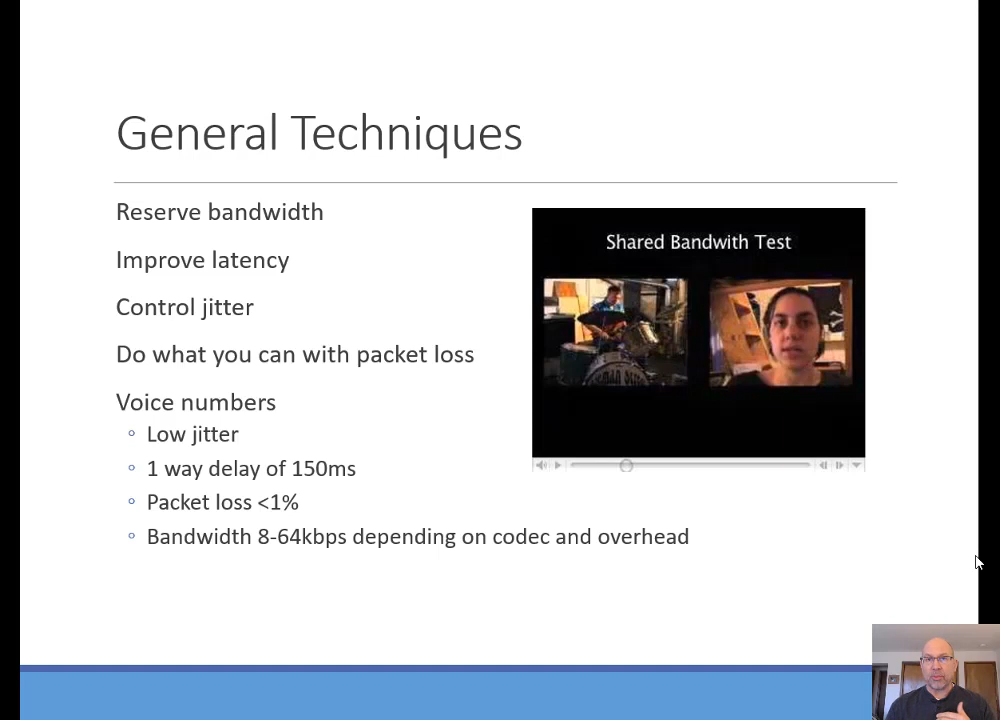 General Techniques
Reserve bandwidth
Improve latency
Control jitter
Do what you can with packet loss
Voice numbers
Low jitter
1 way delay of 150ms
Packet loss <1%
Bandwidth 8-64kbps depending on codec and overhead
Shared Bandwith Test